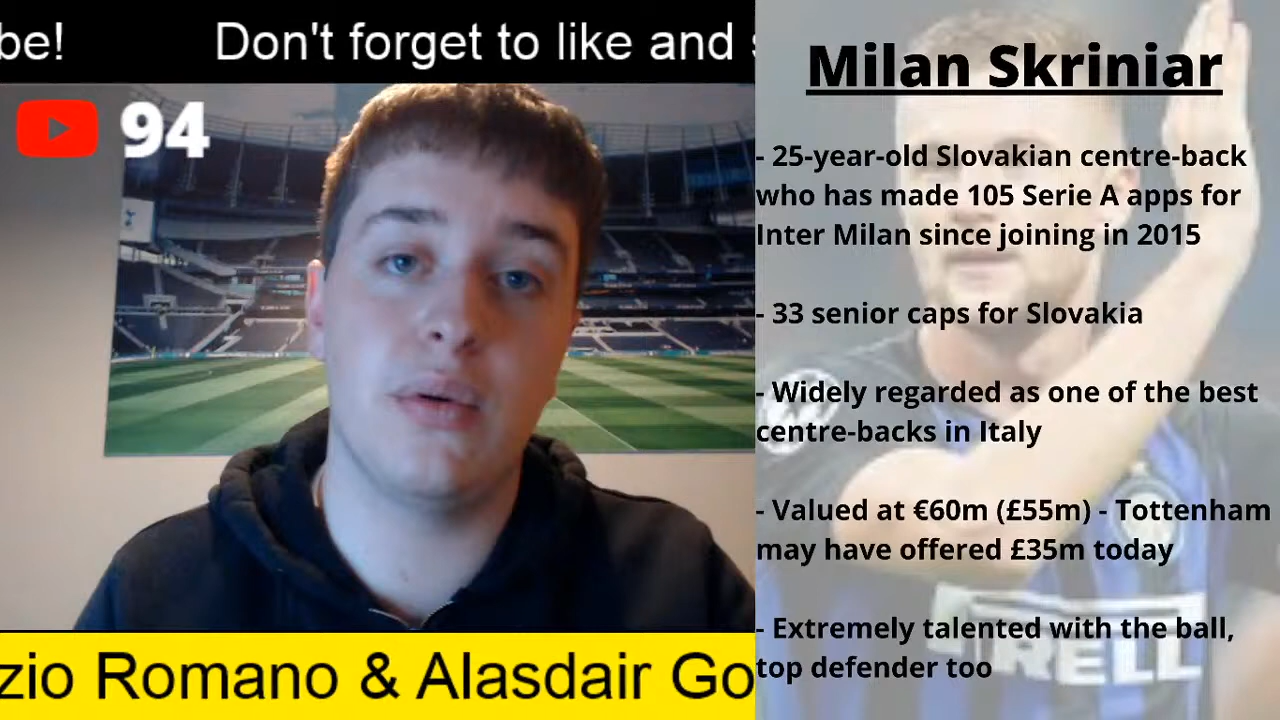 be! Don't forget to like and
94
Milan Skriniar
- 25-year-old Slovakian centre-back
who has made 105 Serie A apps for
Inter Milan since joining in 2015
- 33 senior caps for Slovakia
- Widely regarded as one of the best
centre-backs in Italy
- Valued at €60m (£55m) - Tottenham
may have offered £35m today
- Extremely talented with the ball,
top defender too
RELL
zio Romano & Alasdair Go